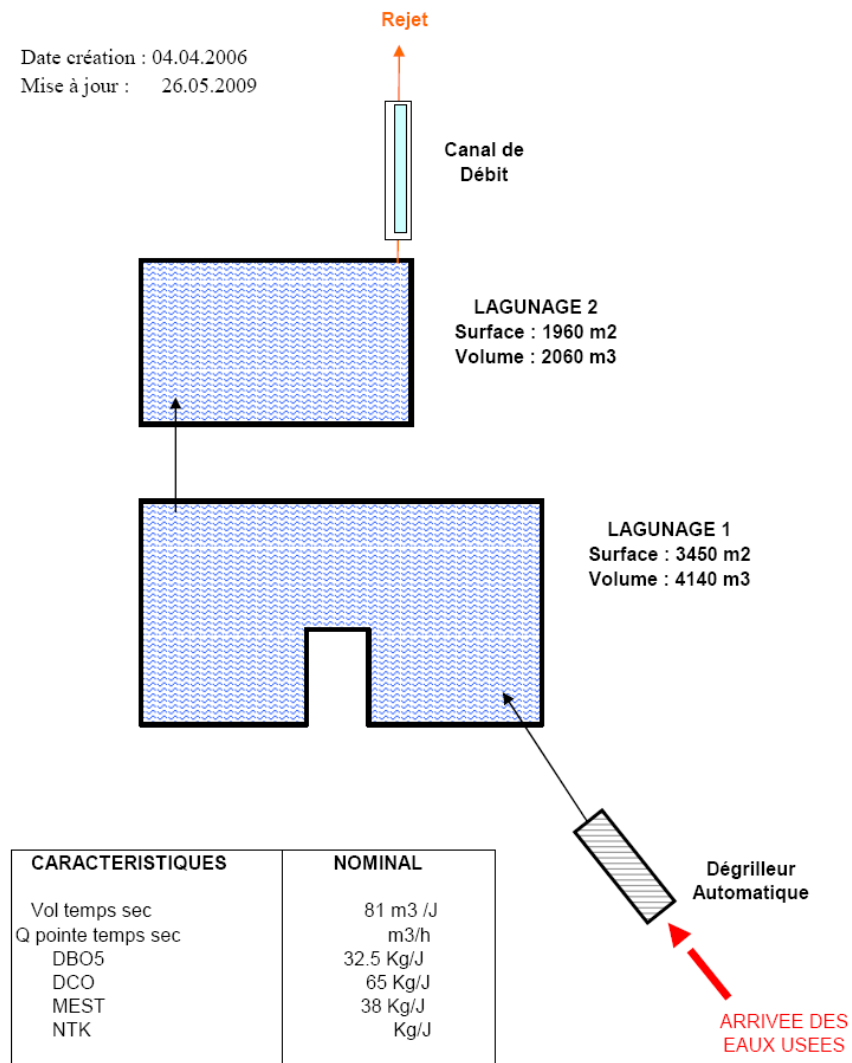 Rejet
Date création : 04.04.2006
Mise à jour : 26.05.2009
Canal de
Débit
LAGUNAGE 2
Surface : 1960 m2
Volume : 2060 m3
LAGUNAGE 1
Surface : 3450 m2
Volume : 4140 m3
Dégrilleur
Automatique
ARRIVEE DES
EAUX USEES
CARACTERISTIQUES NOMINAL
Vol temps sec 81 m3 /J
Q pointe temps sec m3/h
DBO5 32.5 Kg/J
DCO 65 Kg/J
MEST 38 Kg/J
NTK Kg/J